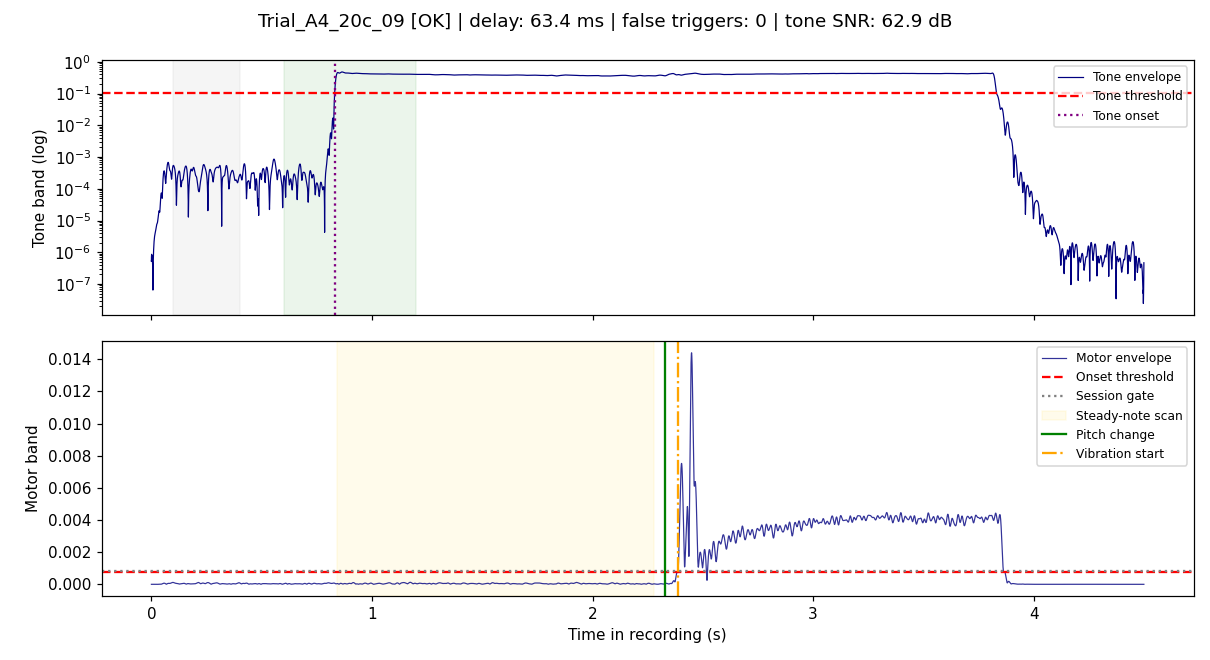 Trial_A4_20c_09 [OK] | delay: 63.4 ms | false triggers: 0 | tone SNR: 62.9 dB
Tone band (log)
10⁰
10⁻¹
10⁻²
10⁻³
10⁻⁴
10⁻⁵
10⁻⁶
10⁻⁷
Tone envelope
Tone threshold
Tone onset
Motor band
0.014
0.012
0.010
0.008
0.006
0.004
0.002
0.000
Motor envelope
Onset threshold
Session gate
Steady-note scan
Pitch change
Vibration start
0 1 2 3 4
Time in recording (s)